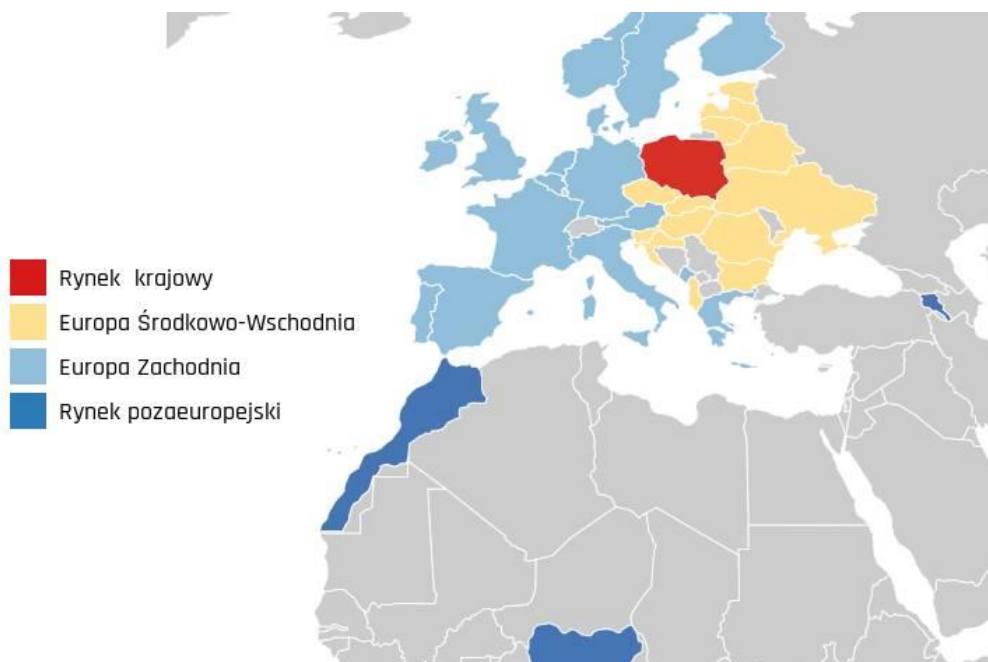 Rynek krajowy
Europa Środkowo-Wschodnia
Europa Zachodnia
Rynek pozaeuropejski